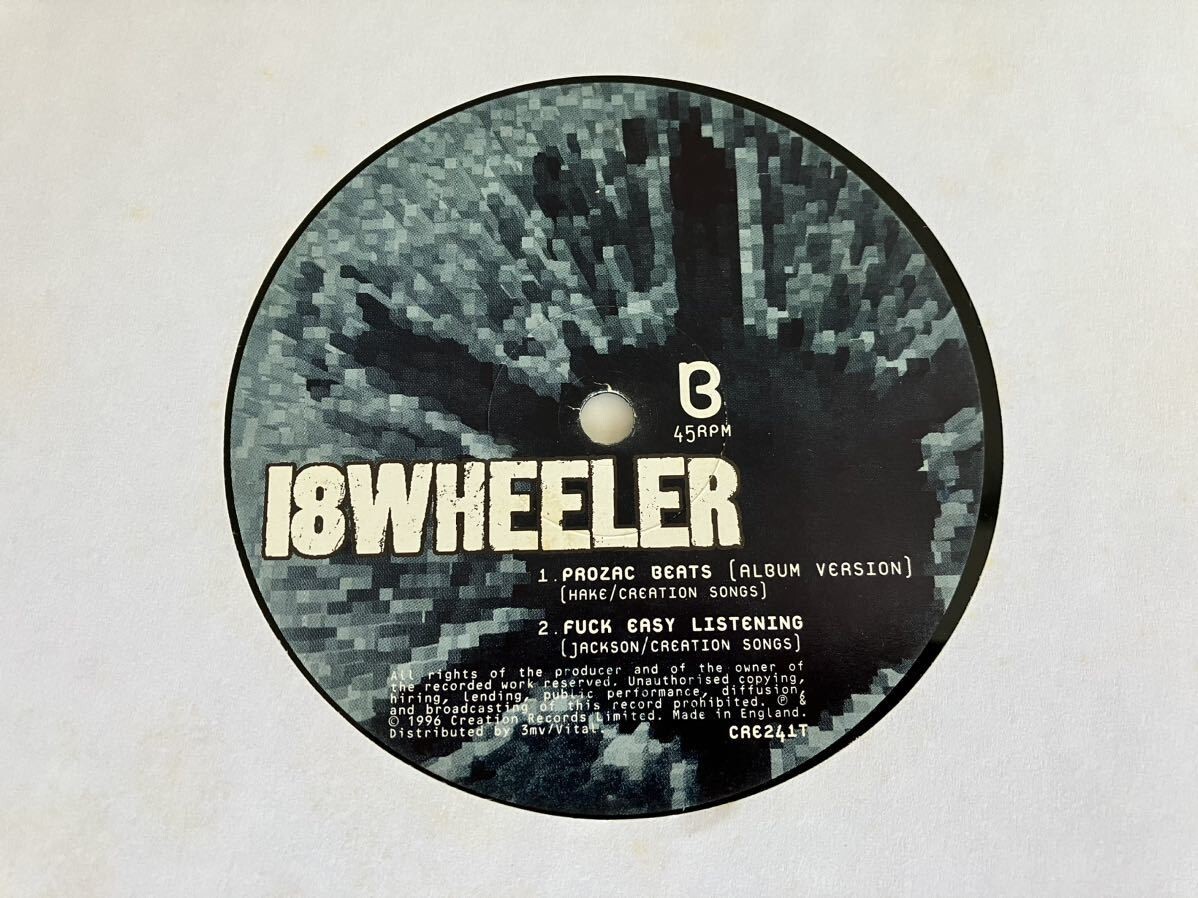 B
45RPM
18WHEELER
1. PROZAC BEATS (ALBUM VERSION)
(HAKE/CREATION SONGS)
2. FUCK EASY LISTENING
(JACKSON/CREATION SONGS)
All rights of the producer and of the owner of
the recorded work reserved. Unauthorised copying,
hiring, lending, public performance, diffusion,
and broadcasting of this record prohibited. ℗ &
© 1996 Creation Records Limited. Made in England.
Distributed by 3mv/Vital.
CRE241T